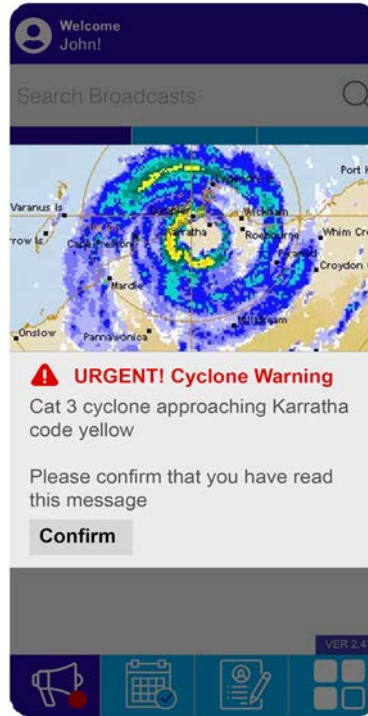 Welcome
John!
Search Broadcasts
Port H
Varanus Is
Wickham
rrow Is
Karratha
Roebourne
Whim Cr
Cape Preston
Croydon
Mardie
Onslow
Pannawonica
Millstream
URGENT! Cyclone Warning
Cat 3 cyclone approaching Karratha
code yellow
Please confirm that you have read
this message
Confirm
VER 2.4